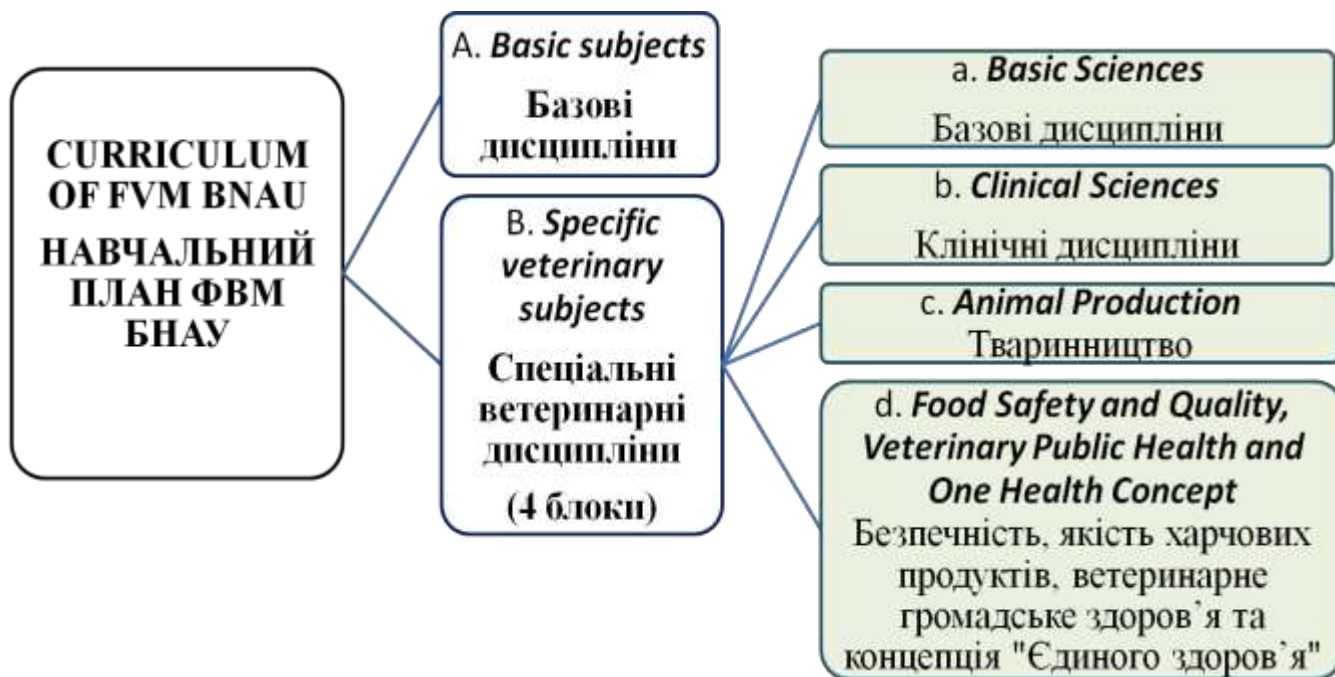 CURRICULUM
OF FVM BNAU
НАВЧАЛЬНИЙ
ПЛАН ФВМ
БНАУ
A. Basic subjects
Базові
дисципліни
B. Specific
veterinary
subjects
Спеціальні
ветеринарні
дисципліни
(4 блоки)
a. Basic Sciences
Базові дисципліни
b. Clinical Sciences
Клінічні дисципліни
c. Animal Production
Тваринництво
d. Food Safety and Quality,
Veterinary Public Health and
One Health Concept
Безпечність, якість харчових
продуктів, ветеринарне
громадське здоров’я та
концепція "Єдиного здоров’я"